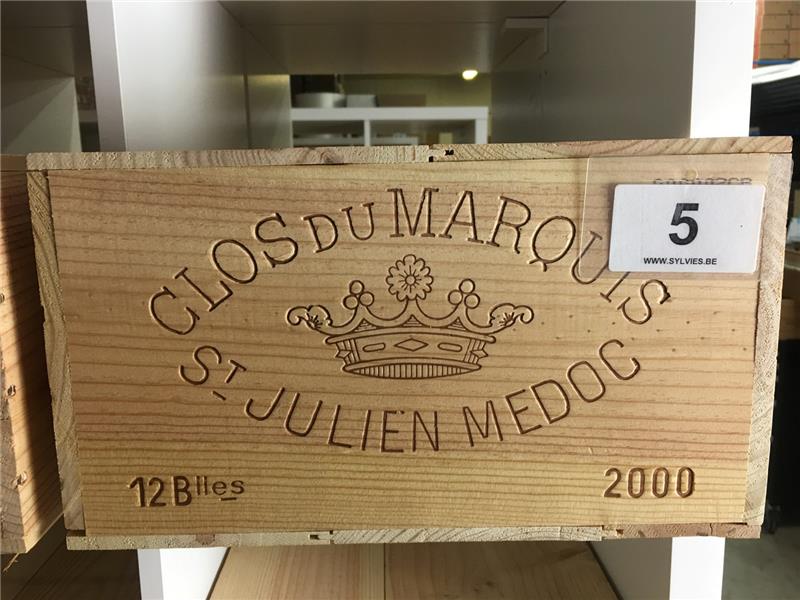 CLOS DU MARQUIS
ST JULIEN MEDOC
12 Blles
2000
5
WWW.SYLVIES.BE